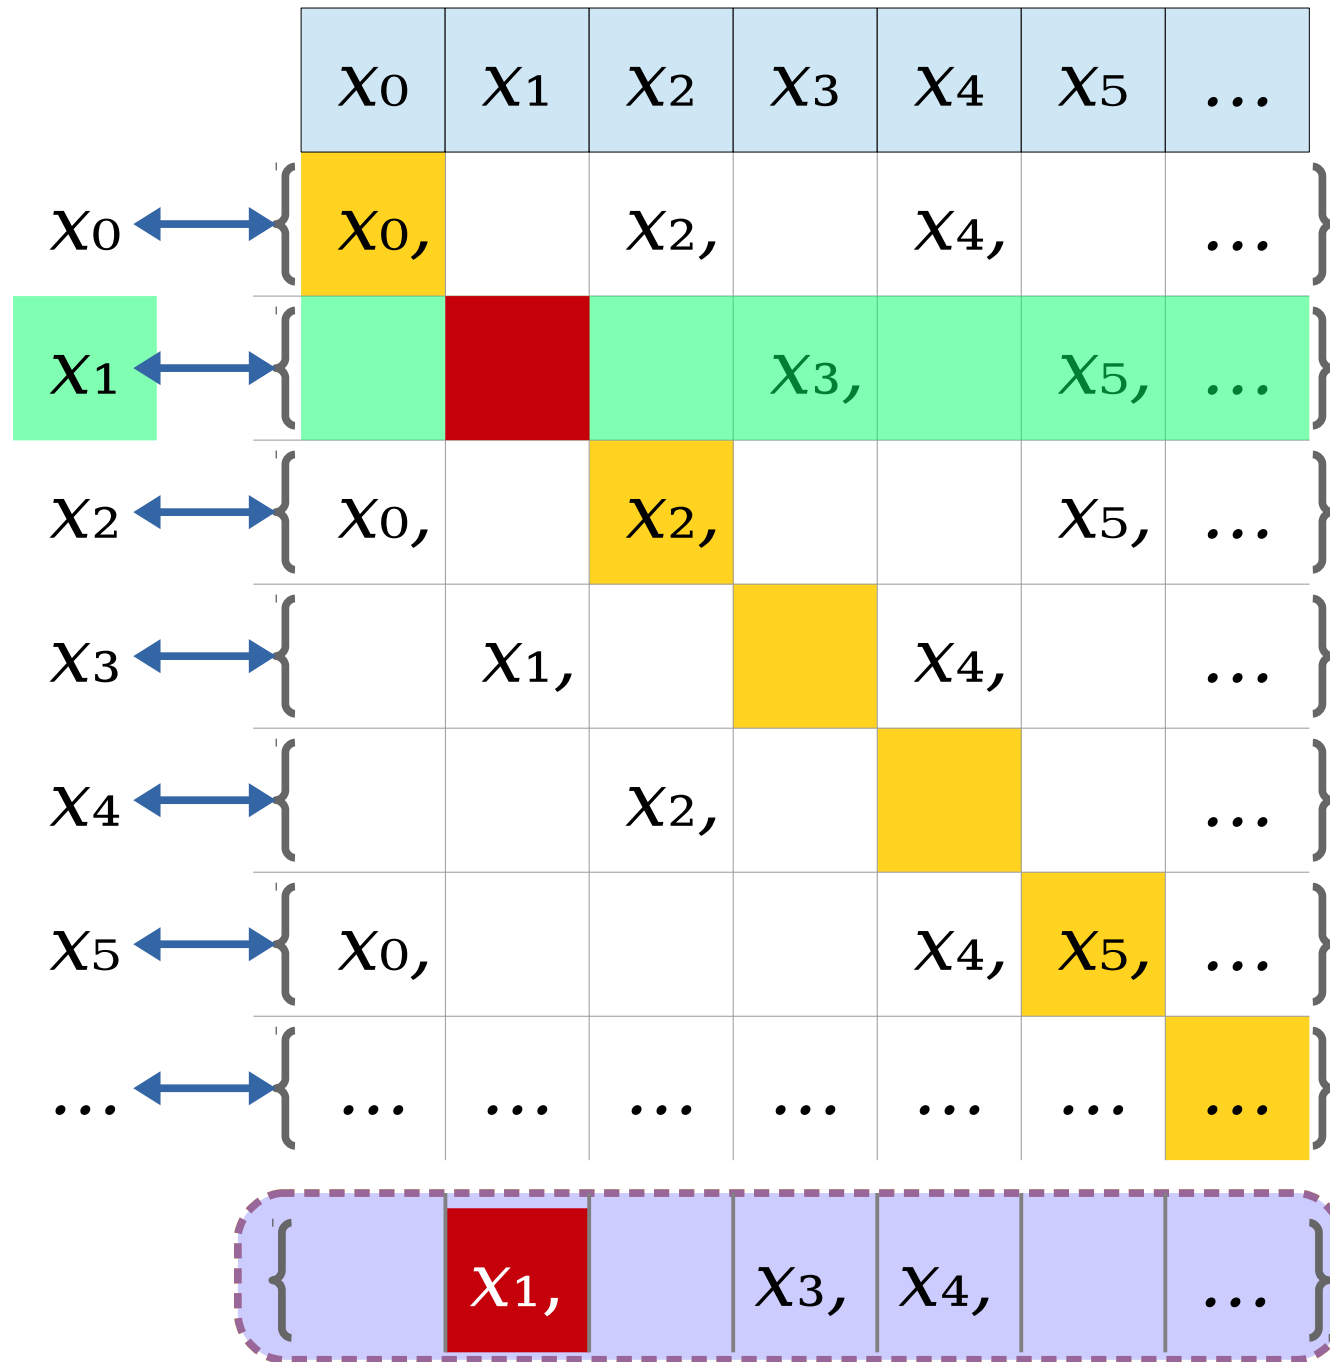 x₀ x₁ x₂ x₃ x₄ x₅ ...
x₀ { x₀, x₂, x₄, ... }
x₁ { x₃, x₅, ... }
x₂ { x₀, x₂, x₅, ... }
x₃ { x₁, x₄, ... }
x₄ { x₂, ... }
x₅ { x₀, x₄, x₅, ... }
... { ... ... ... ... ... ... ... }
{ x₁, x₃, x₄, ... }